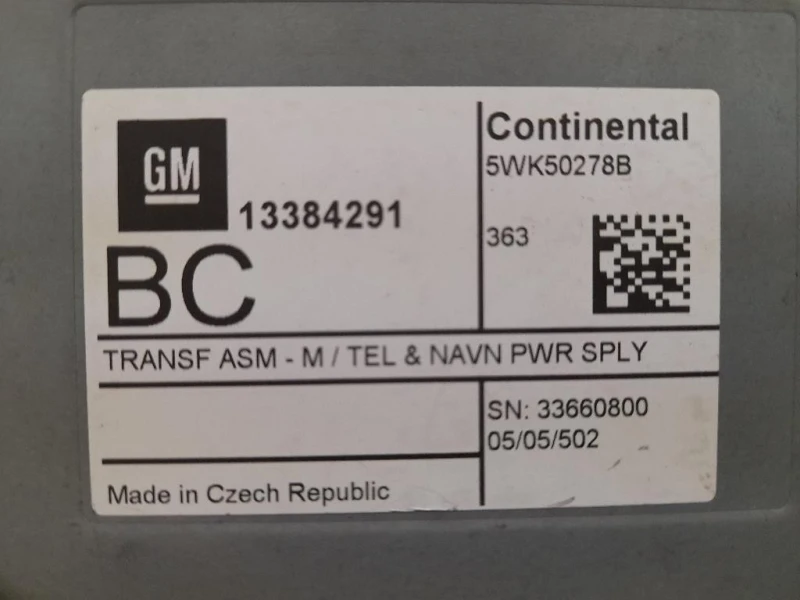 GM
13384291
BC
Continental
5WK50278B
363
TRANSF ASM - M / TEL & NAVN PWR SPLY
SN: 33660800
05/05/502
Made in Czech Republic